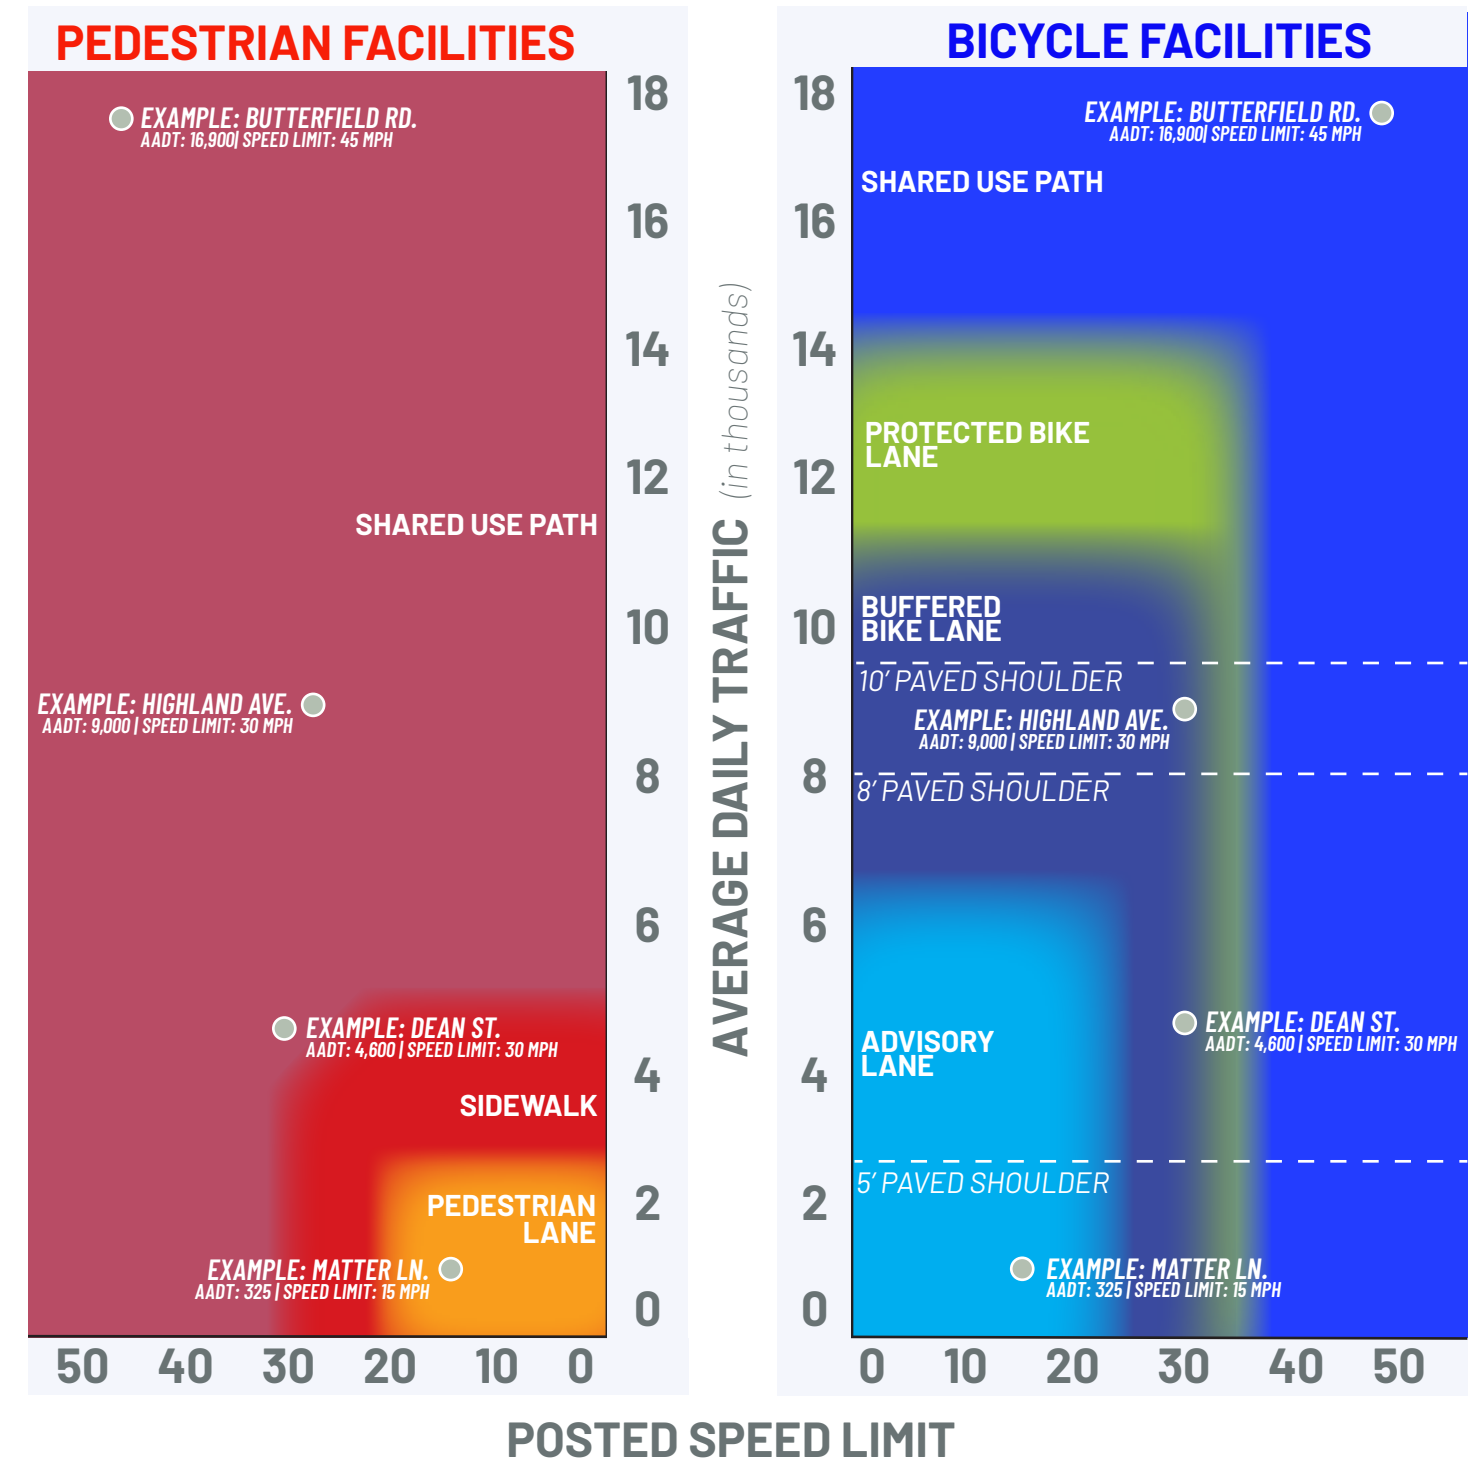 PEDESTRIAN FACILITIES
EXAMPLE: BUTTERFIELD RD.
AADT: 16,900| SPEED LIMIT: 45 MPH
SHARED USE PATH
EXAMPLE: HIGHLAND AVE.
AADT: 9,000 | SPEED LIMIT: 30 MPH
EXAMPLE: DEAN ST.
AADT: 4,600 | SPEED LIMIT: 30 MPH
SIDEWALK
PEDESTRIAN
LANE
EXAMPLE: MATTER LN.
AADT: 325 | SPEED LIMIT: 15 MPH
18
16
14
12
10
8
6
4
2
0
50 40 30 20 10 0
AVERAGE DAILY TRAFFIC (in thousands)
BICYCLE FACILITIES
18
16
14
12
10
8
6
4
2
0
EXAMPLE: BUTTERFIELD RD.
AADT: 16,900| SPEED LIMIT: 45 MPH
SHARED USE PATH
PROTECTED BIKE
LANE
BUFFERED
BIKE LANE
10' PAVED SHOULDER
EXAMPLE: HIGHLAND AVE.
AADT: 9,000 | SPEED LIMIT: 30 MPH
8' PAVED SHOULDER
EXAMPLE: DEAN ST.
AADT: 4,600 | SPEED LIMIT: 30 MPH
ADVISORY
LANE
5' PAVED SHOULDER
EXAMPLE: MATTER LN.
AADT: 325 | SPEED LIMIT: 15 MPH
0 10 20 30 40 50
POSTED SPEED LIMIT